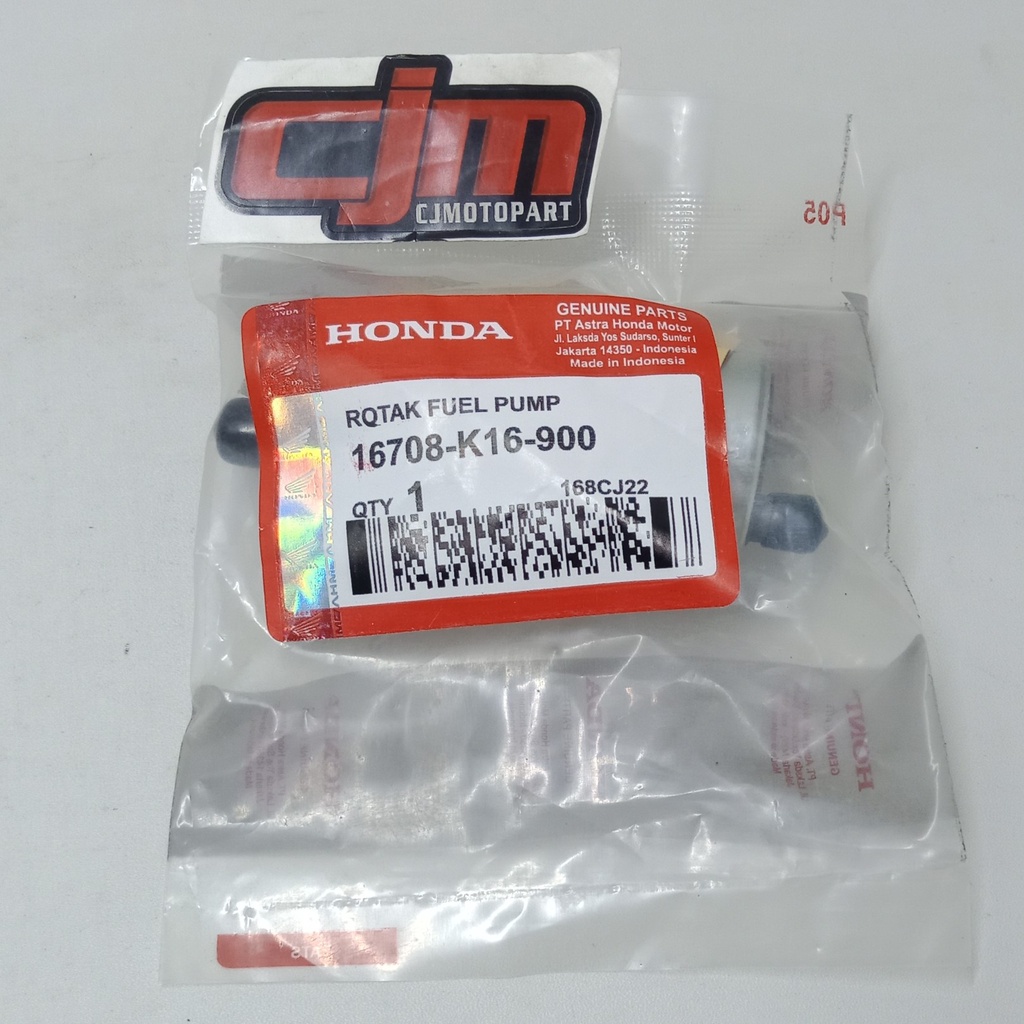 cjm
CJMOTOPART
P05
HONDA
GENUINE PARTS
PT Astra Honda Motor
Jl. Laksda Yos Sudarso, Sunter I
Jakarta 14350 - Indonesia
Made in Indonesia
RQTAK FUEL PUMP
16708-K16-900
QTY 1
168CJ22
HONDA